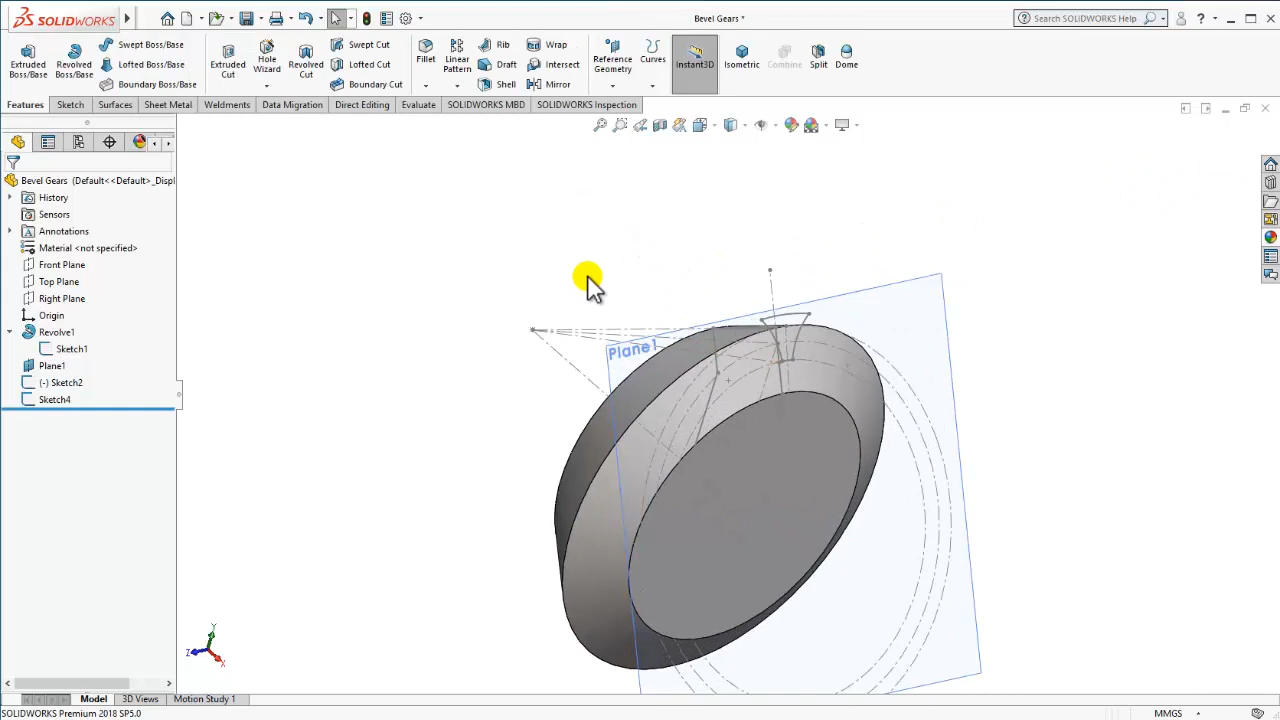 SOLIDWORKS
Bevel Gears *
Search SOLIDWORKS Help
Extruded Boss/Base
Revolved Boss/Base
Swept Boss/Base
Lofted Boss/Base
Boundary Boss/Base
Extruded Cut
Hole Wizard
Revolved Cut
Swept Cut
Lofted Cut
Boundary Cut
Fillet
Linear Pattern
Rib
Draft
Shell
Wrap
Intersect
Mirror
Reference Geometry
Curves
Instant3D
Isometric
Combine
Split
Dome
Features
Sketch
Surfaces
Sheet Metal
Weldments
Data Migration
Direct Editing
Evaluate
SOLIDWORKS MBD
SOLIDWORKS Inspection
Bevel Gears (Default<<Default>_Displ
History
Sensors
Annotations
Material <not specified>
Front Plane
Top Plane
Right Plane
Origin
Revolve1
Sketch1
Plane1
(-) Sketch2
Sketch4
Plane1
Y
Z
X
Model
3D Views
Motion Study 1
SOLIDWORKS Premium 2018 SP5.0
MMGS